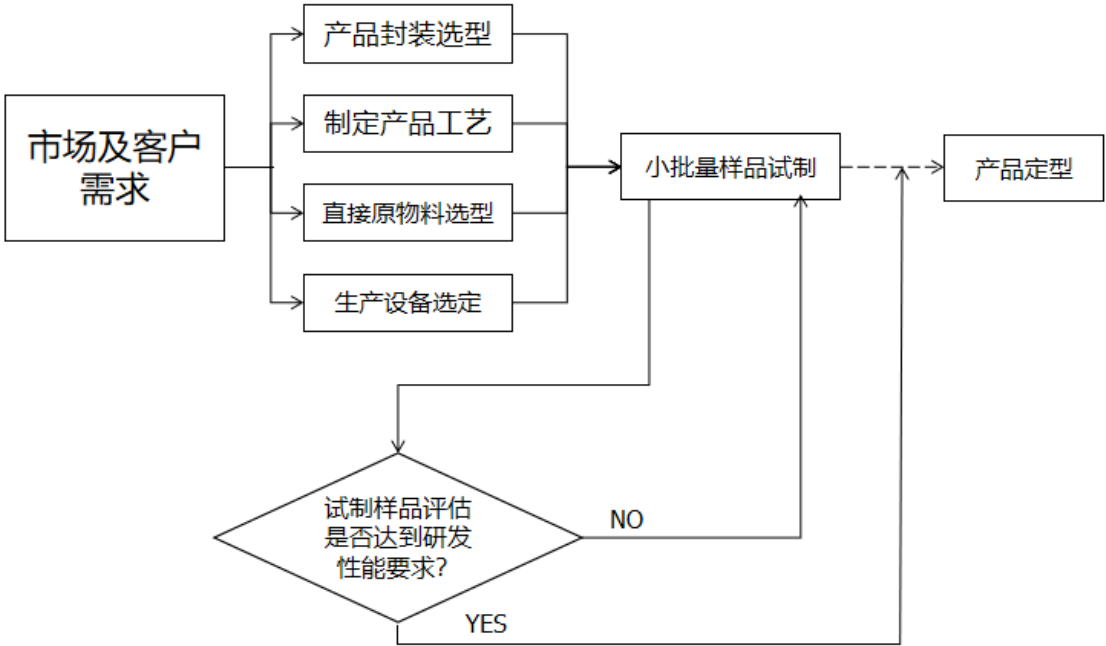 产品封装选型
市场及客户
需求
制定产品工艺
直接原物料选型
生产设备选定
小批量样品试制
产品定型
试制样品评估
是否达到研发
性能要求?
NO
YES